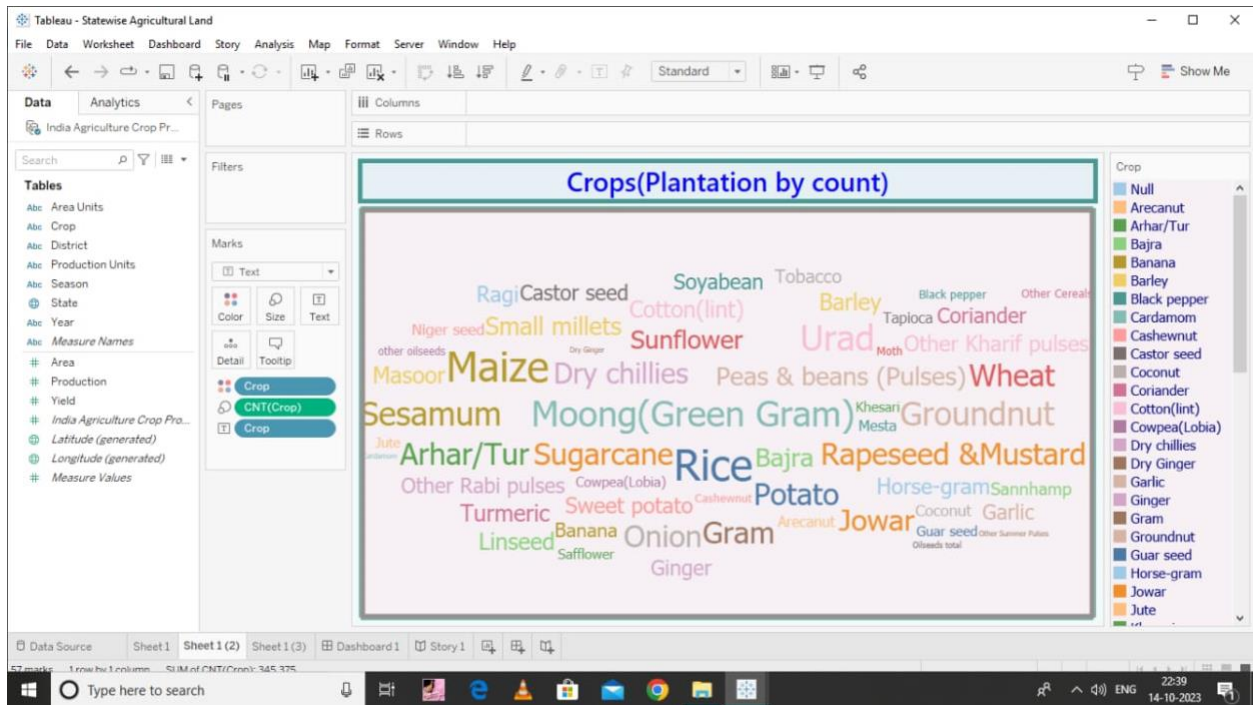 Tableau - Statewise Agricultural Land
File Data Worksheet Dashboard Story Analysis Map Format Server Window Help
Standard
Show Me
Data Analytics
India Agriculture Crop Pr...
Search
Tables
Abc Area Units
Abc Crop
Abc District
Abc Production Units
Abc Season
State
Abc Year
Abc Measure Names
# Area
# Production
# Yield
# India Agriculture Crop Pro...
Latitude (generated)
Longitude (generated)
# Measure Values
Pages
Filters
Marks
Text
Color Size Text
Detail Tooltip
Crop
CNT(Crop)
Crop
Columns
Rows
Crops(Plantation by count)
Soyabean Tobacco
Ragi Castor seed Cotton(lint) Barley Black pepper Other Cereals
Niger seed Small millets Sunflower Urad Tapioca Coriander
other oilseeds Dry Ginger Moth Other Kharif pulses
Masoor Maize Dry chillies Peas & beans (Pulses) Wheat
Sesamum Moong(Green Gram) Khesari Mesta Groundnut
Jute Cardamom Arhar/Tur Sugarcane Rice Bajra Rapeseed &Mustard
Other Rabi pulses Cowpea(Lobia) Horse-gram Sannhamp
Turmeric Sweet potato Cashewnut Potato Coconut Garlic
Linseed Banana Onion Gram Arecanut Jowar Guar seed Other Summer Pulses
Safflower Oilseeds total
Ginger
Crop
Null
Arecanut
Arhar/Tur
Bajra
Banana
Barley
Black pepper
Cardamom
Cashewnut
Castor seed
Coconut
Coriander
Cotton(lint)
Cowpea(Lobia)
Dry chillies
Dry Ginger
Garlic
Ginger
Gram
Groundnut
Guar seed
Horse-gram
Jowar
Jute
Data Source Sheet 1 Sheet 1 (2) Sheet 1 (3) Dashboard 1 Story 1
57 marks 1 row by 1 column SUM of CNT(Crop): 345,375
Type here to search
ENG
22:39
14-10-2023